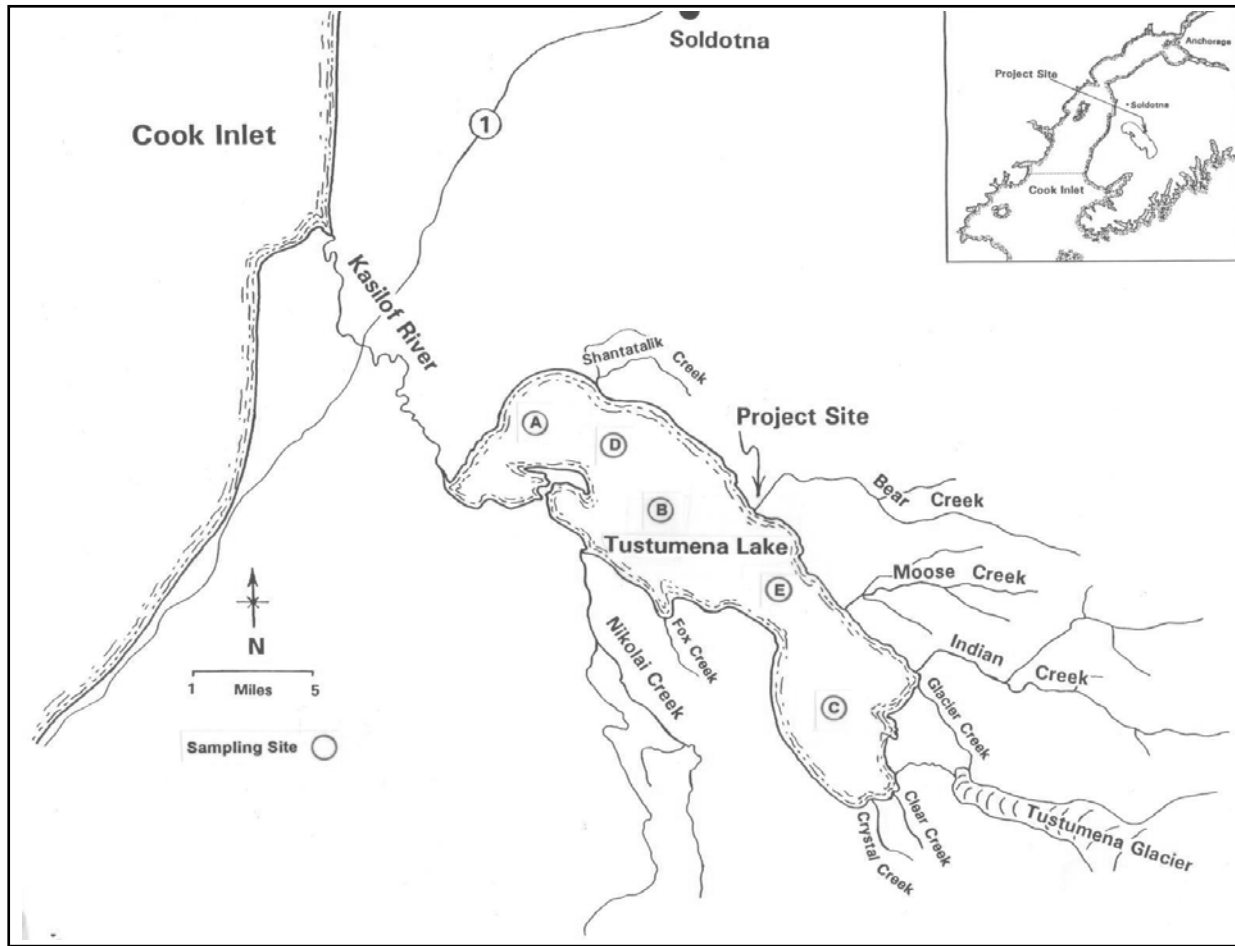 Soldotna
Cook Inlet
1
Kasilof River
Anchorage
Project Site
Soldotna
Cook Inlet
Shantatalik
Creek
Project Site
A
D
B
Tustumena Lake
E
C
Bear Creek
Moose Creek
Indian
Creek
Glacier Creek
Fox Creek
Nikolai Creek
Clear Creek
Crystal Creek
Tustumena Glacier
N
1 5
Miles
Sampling Site